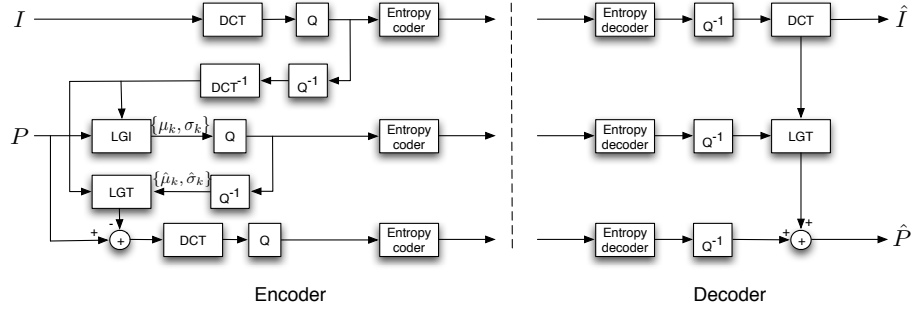 I DCT Q Entropy coder Entropy decoder Q⁻¹ DCT Î
DCT⁻¹ Q⁻¹
P LGI {μₖ, σₖ} Q Entropy coder Entropy decoder Q⁻¹ LGT
LGT {μ̂ₖ, σ̂ₖ} Q⁻¹
+ - + DCT Q Entropy coder Entropy decoder Q⁻¹ + + + P̂
Encoder Decoder